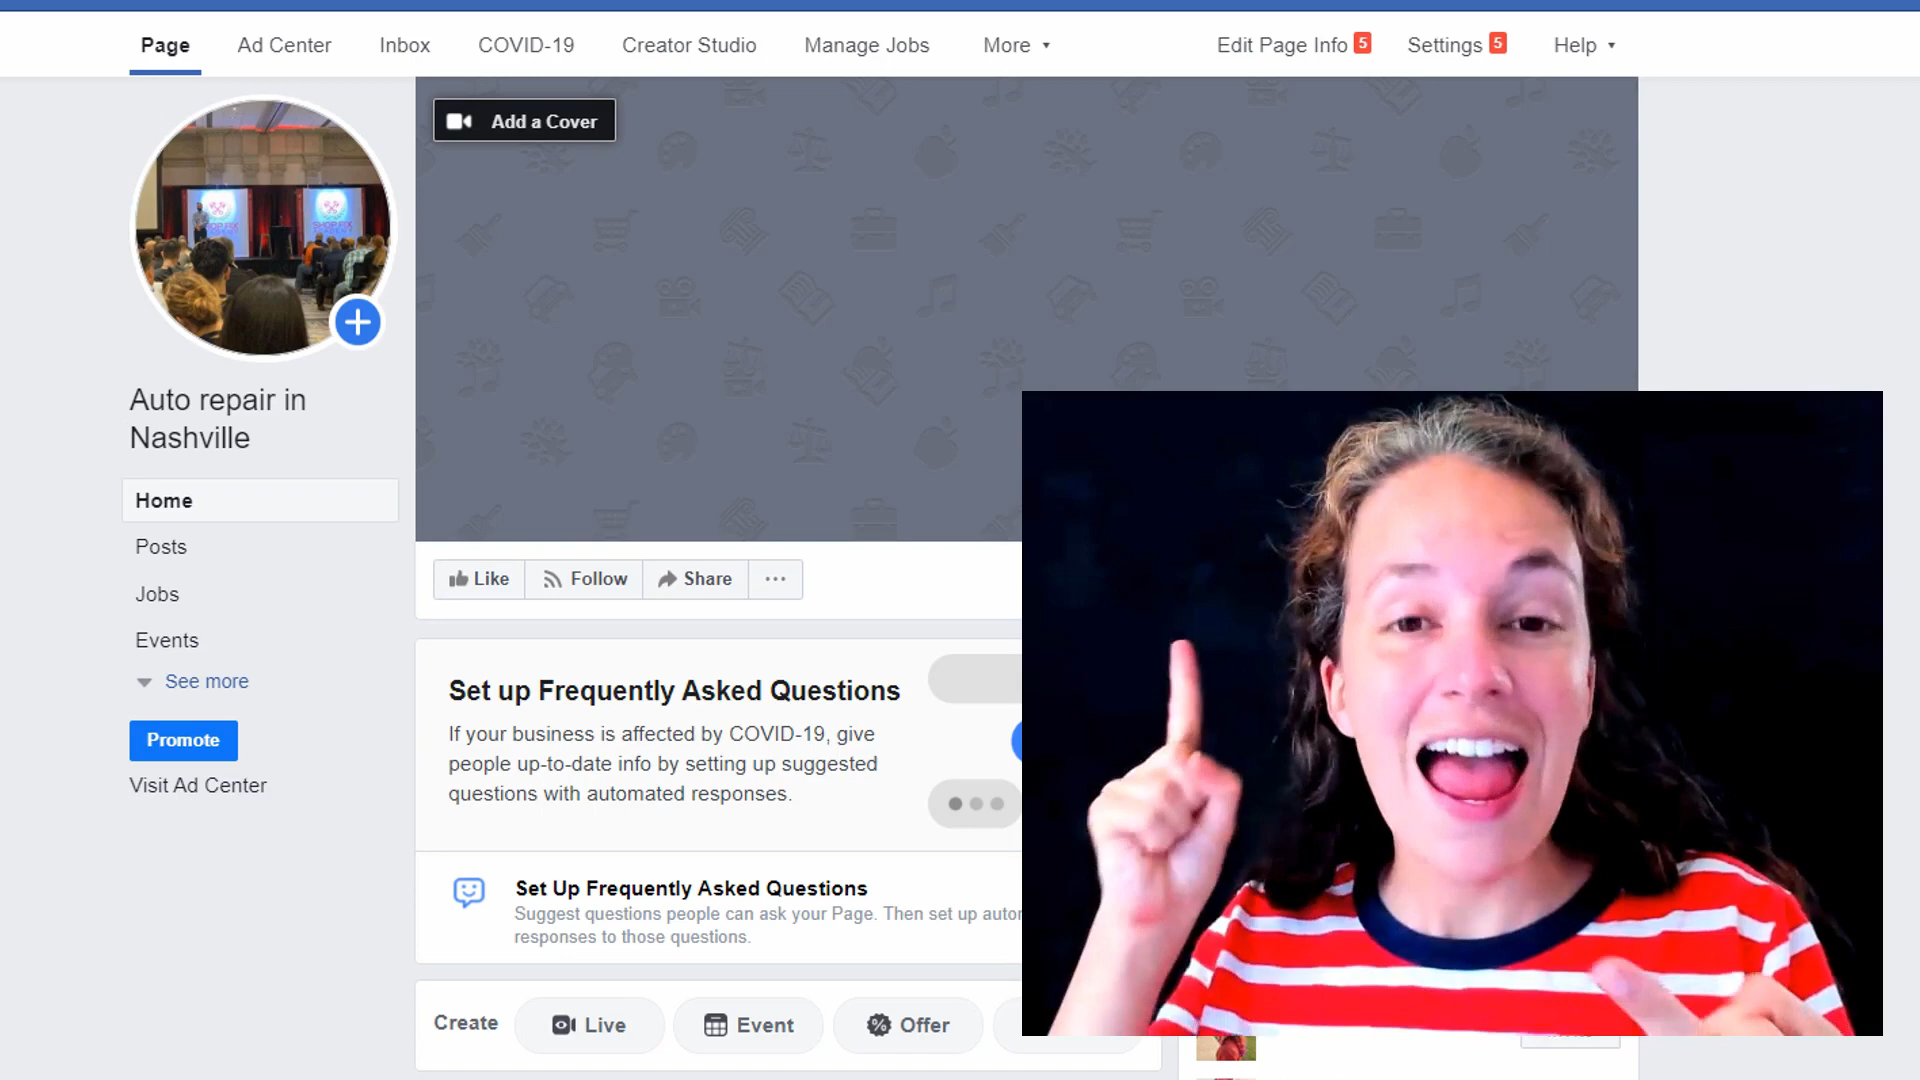 Page
Ad Center
Inbox
COVID-19
Creator Studio
Manage Jobs
More
Edit Page Info 5
Settings 5
Help
Add a Cover
Auto repair in
Nashville
Home
Posts
Jobs
Events
See more
Promote
Visit Ad Center
Like
Follow
Share
Set up Frequently Asked Questions
If your business is affected by COVID-19, give
people up-to-date info by setting up suggested
questions with automated responses.
Set Up Frequently Asked Questions
Suggest questions people can ask your Page. Then set up
responses to those questions.
Create
Live
Event
Offer